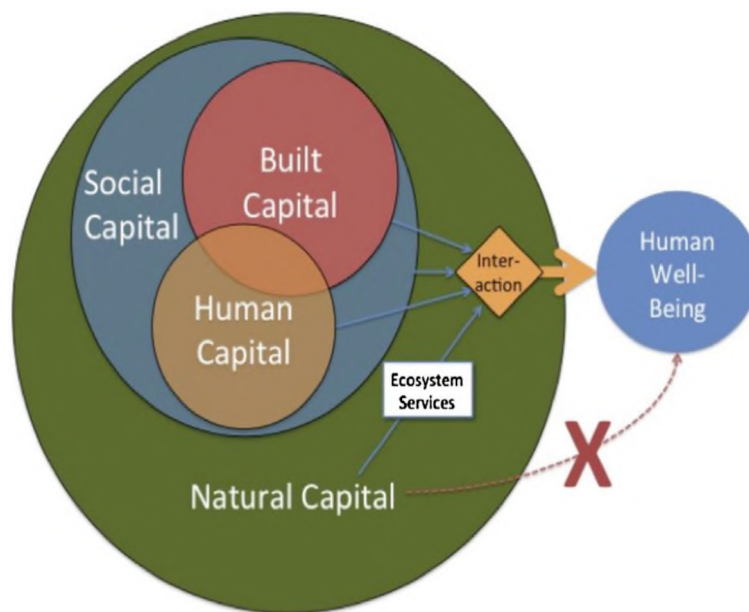 Built
Capital
Social
Capital
Human
Capital
Inter-
action
Human
Well-
Being
Ecosystem
Services
Natural Capital
X